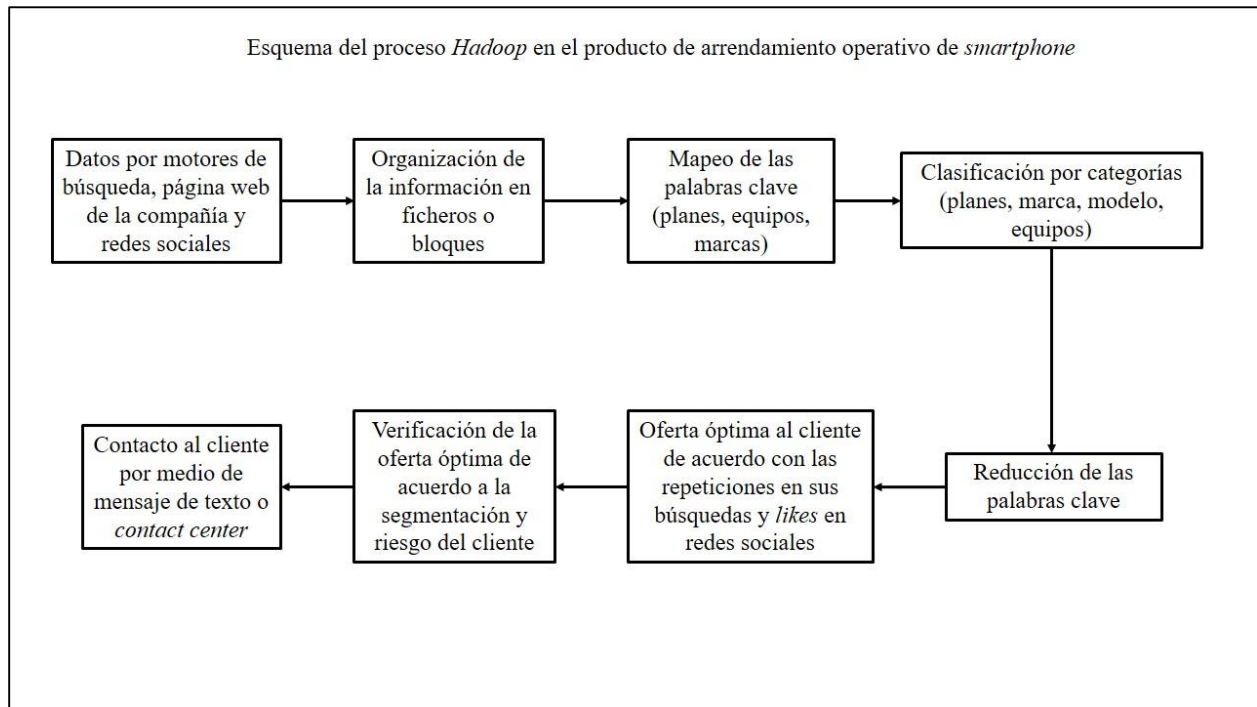 Esquema del proceso Hadoop en el producto de arrendamiento operativo de smartphone
Datos por motores de
búsqueda, página web
de la compañía y
redes sociales
Organización de
la información en
ficheros o
bloques
Mapeo de las
palabras clave
(planes, equipos,
marcas)
Clasificación por categorías
(planes, marca, modelo,
equipos)
Reducción de las
palabras clave
Oferta óptima al cliente
de acuerdo con las
repeticiones en sus
búsquedas y likes en
redes sociales
Verificación de la
oferta óptima de
acuerdo a la
segmentación y
riesgo del cliente
Contacto al cliente
por medio de
mensaje de texto o
contact center